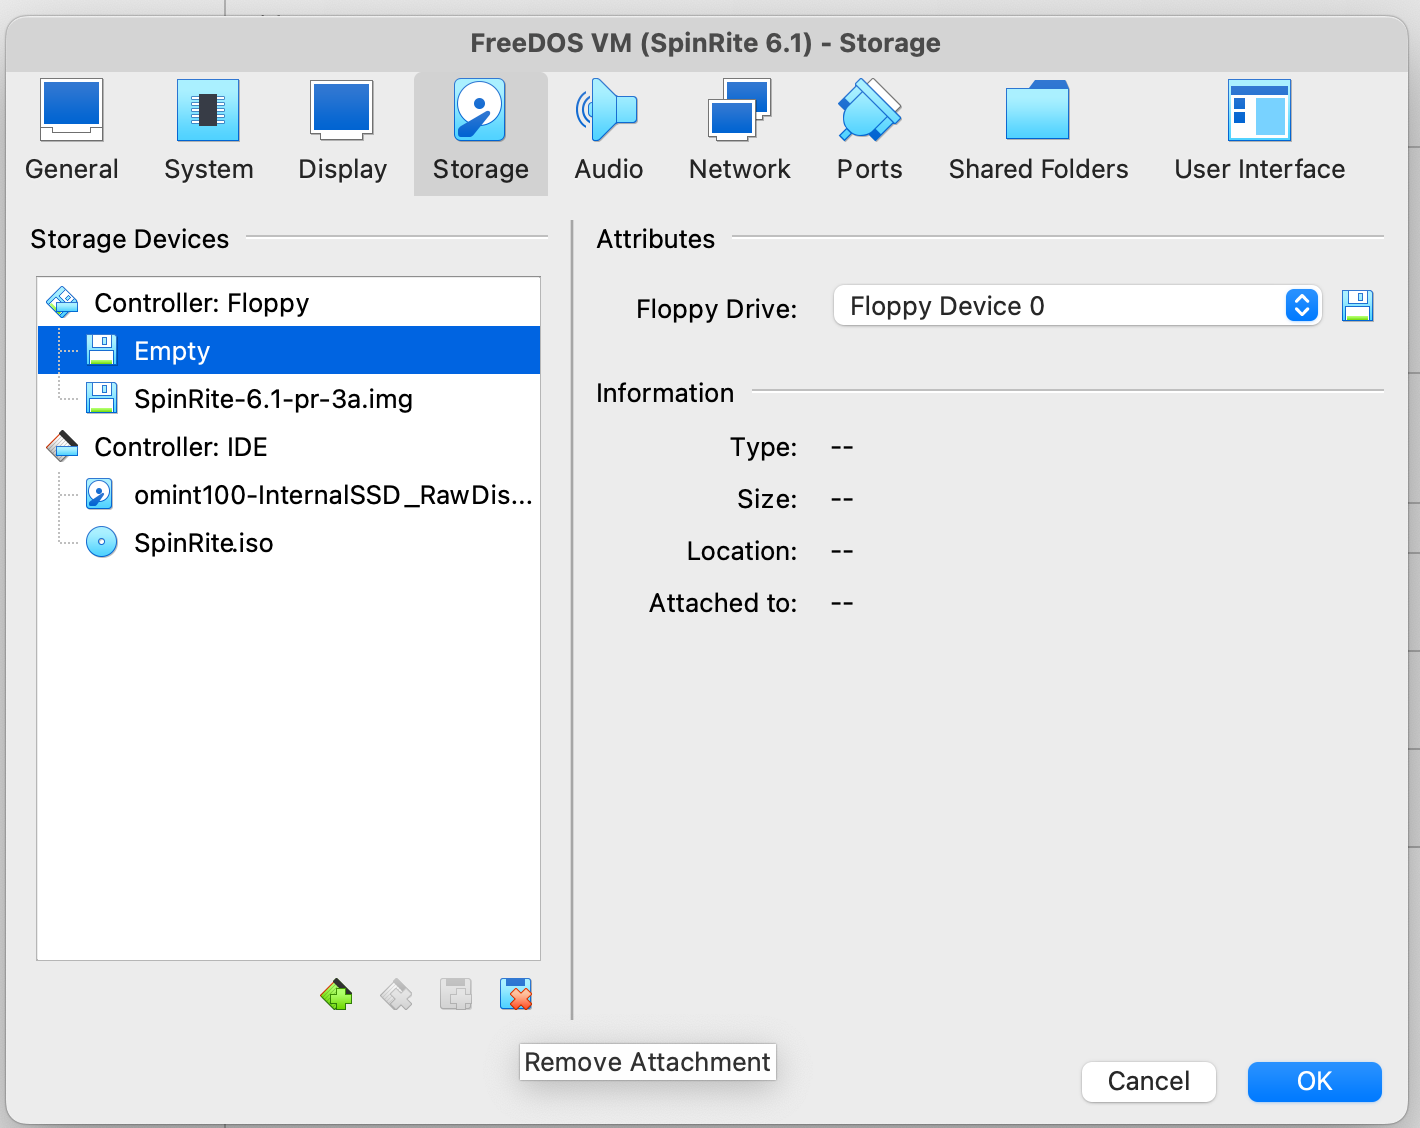 FreeDOS VM (SpinRite 6.1) - Storage
General System Display Storage Audio Network Ports Shared Folders User Interface
Storage Devices
Controller: Floppy
Empty
SpinRite-6.1-pr-3a.img
Controller: IDE
omint100-InternalSSD_RawDis...
SpinRite.iso
Attributes
Floppy Drive: Floppy Device 0
Information
Type: --
Size: --
Location: --
Attached to: --
Remove Attachment
Cancel OK